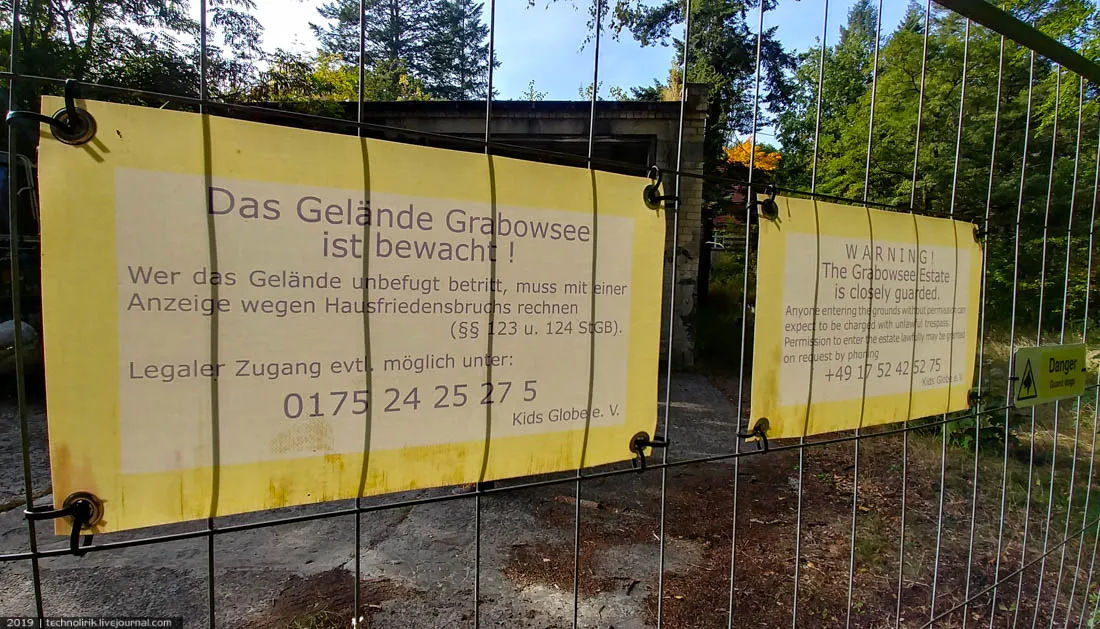 Das Gelände Grabowsee
ist bewacht !
Wer das Gelände unbefugt betritt, muss mit einer
Anzeige wegen Hausfriedensbruchs rechnen
(§§ 123 u. 124 StGB).
Legaler Zugang evtl. möglich unter:
0175 24 25 27 5
Kids Globe e. V.
WARNING!
The Grabowsee Estate
is closely guarded.
Anyone entering the grounds without permission can
expect to be charged with unlawful trespass.
Permission to enter the estate lawfully may be granted
on request by phoning
+49 17 52 42 52 75
Kids Globe e. V.
Danger
Guard dogs
2019 | technolirik.livejournal.com